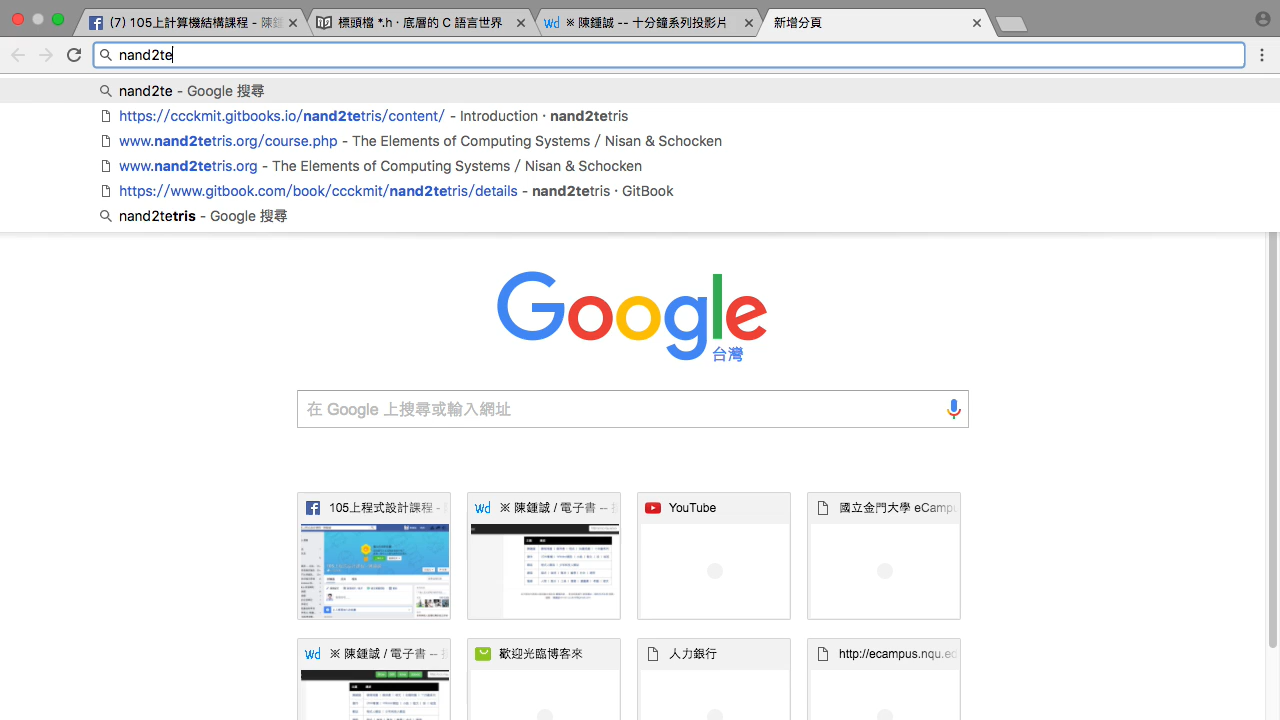 (7) 105上計算機結構課程 - 陳鍾
標頭檔 *.h · 底層的 C 語言世界
※ 陳鍾誠 -- 十分鐘系列投影片
新增分頁
nand2te
nand2te - Google 搜尋
https://ccckmit.gitbooks.io/nand2tetris/content/ - Introduction · nand2tetris
www.nand2tetris.org/course.php - The Elements of Computing Systems / Nisan & Schocken
www.nand2tetris.org - The Elements of Computing Systems / Nisan & Schocken
https://www.gitbook.com/book/ccckmit/nand2tetris/details - nand2tetris · GitBook
nand2tetris - Google 搜尋
Google
台灣
在 Google 上搜尋或輸入網址
105上程式設計課程 -
wd ※ 陳鍾誠 / 電子書 --
YouTube
國立金門大學 eCampu
wd ※ 陳鍾誠 / 電子書 --
歡迎光臨博客來
人力銀行
http://ecampus.nqu.ed